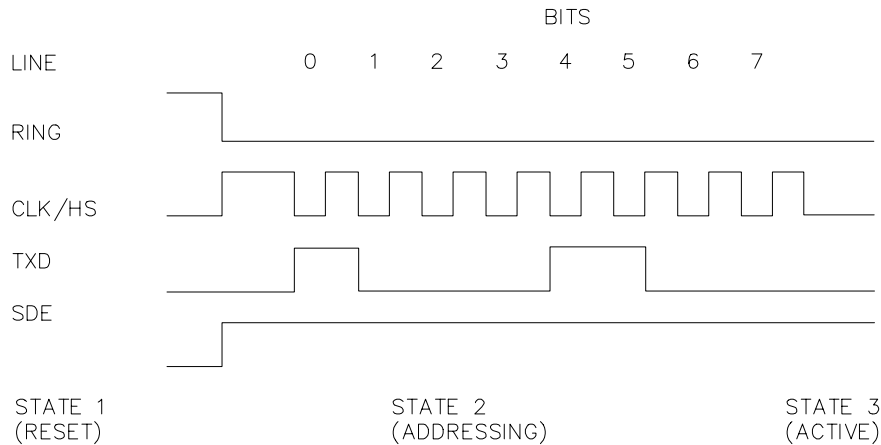 BITS
LINE 0 1 2 3 4 5 6 7
RING
CLK/HS
TXD
SDE
STATE 1 STATE 2 STATE 3
(RESET) (ADDRESSING) (ACTIVE)